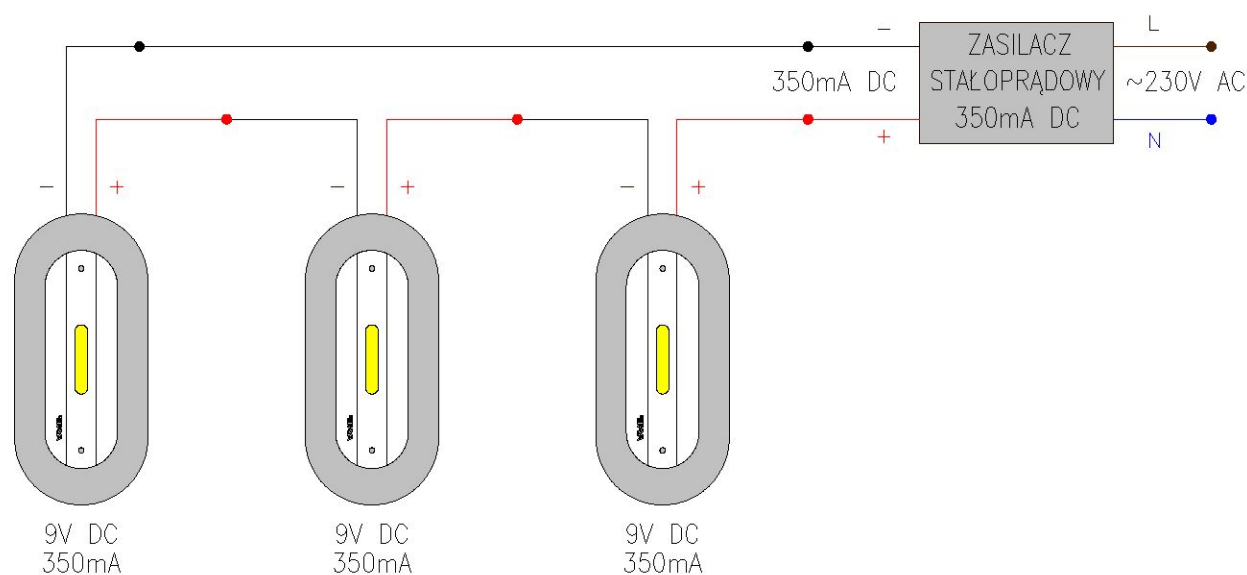 L
ZASILACZ
STAŁOPRĄDOWY
350mA DC
350mA DC
~230V AC
N
− +
− +
− +
− +
9V DC
350mA
9V DC
350mA
9V DC
350mA